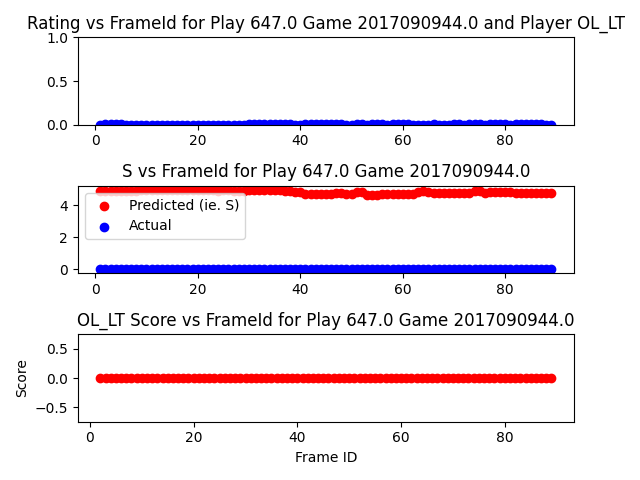 Rating vs FrameId for Play 647.0 Game 2017090944.0 and Player OL_LT
1.0
0.5
0.0
0 20 40 60 80
S vs FrameId for Play 647.0 Game 2017090944.0
4
2
0
Predicted (ie. S)
Actual
0 20 40 60 80
OL_LT Score vs FrameId for Play 647.0 Game 2017090944.0
Score
0.5
0.0
−0.5
0 20 40 60 80
Frame ID